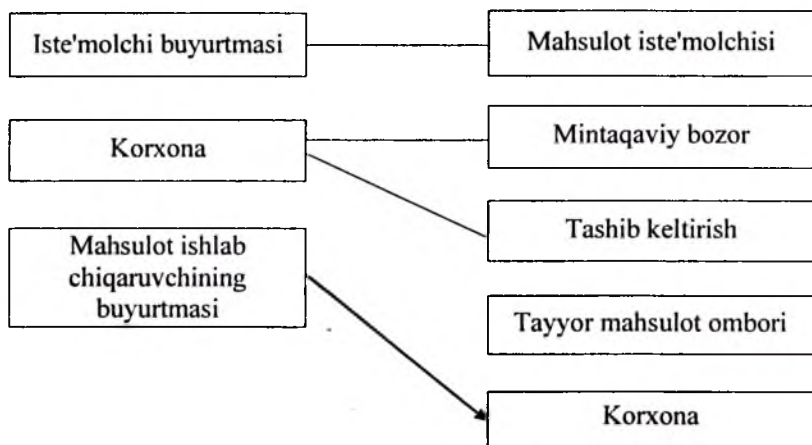 Iste'molchi buyurtmasi
Mahsulot iste'molchisi
Korxona
Mintaqaviy bozor
Tashib keltirish
Mahsulot ishlab
chiqaruvchining
buyurtmasi
Tayyor mahsulot ombori
Korxona